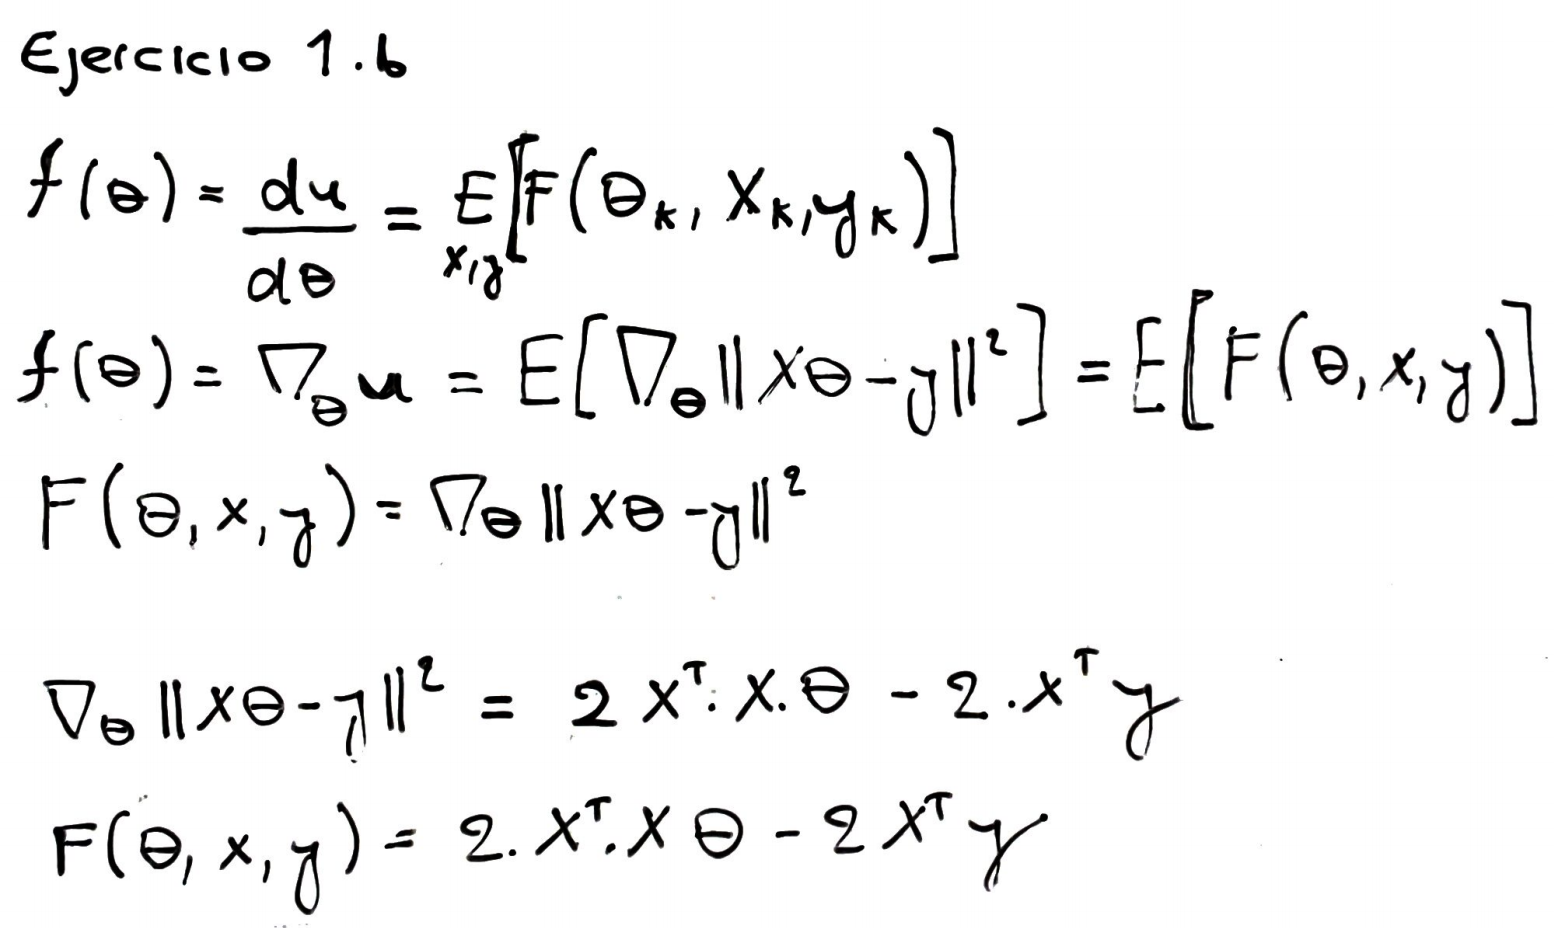 Ejercicio 1.b
f(θ) = du/dθ = E_{x,y}[F(θ_k, X_k, y_k)]
f(θ) = ∇_θ u = E[∇_θ ||Xθ-y||²] = E[F(θ, x, y)]
F(θ, x, y) = ∇_θ ||Xθ-y||²
∇_θ ||Xθ-y||² = 2 X^T. X. θ - 2. X^T y
F(θ, x, y) = 2. X^T. X θ - 2 X^T y